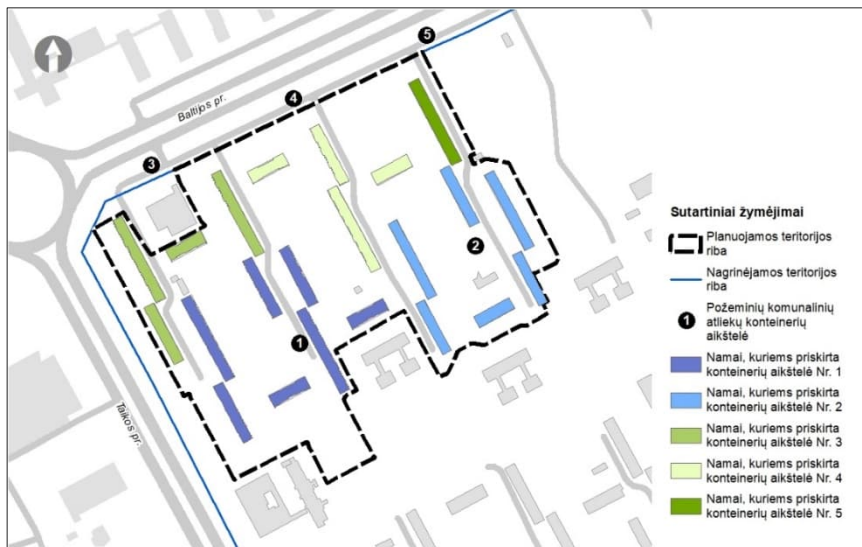 5
Baltijos pr.
4
3
2
1
Taikos pr.
Sutartiniai žymėjimai
Planuojamos teritorijos
riba
Nagrinėjamos teritorijos
riba
1
Požeminių komunalinių
atliekų konteinerių
aikštelė
Namai, kuriems priskirta
konteinerių aikštelė Nr. 1
Namai, kuriems priskirta
konteinerių aikštelė Nr. 2
Namai, kuriems priskirta
konteinerių aikštelė Nr. 3
Namai, kuriems priskirta
konteinerių aikštelė Nr. 4
Namai, kuriems priskirta
konteinerių aikštelė Nr. 5